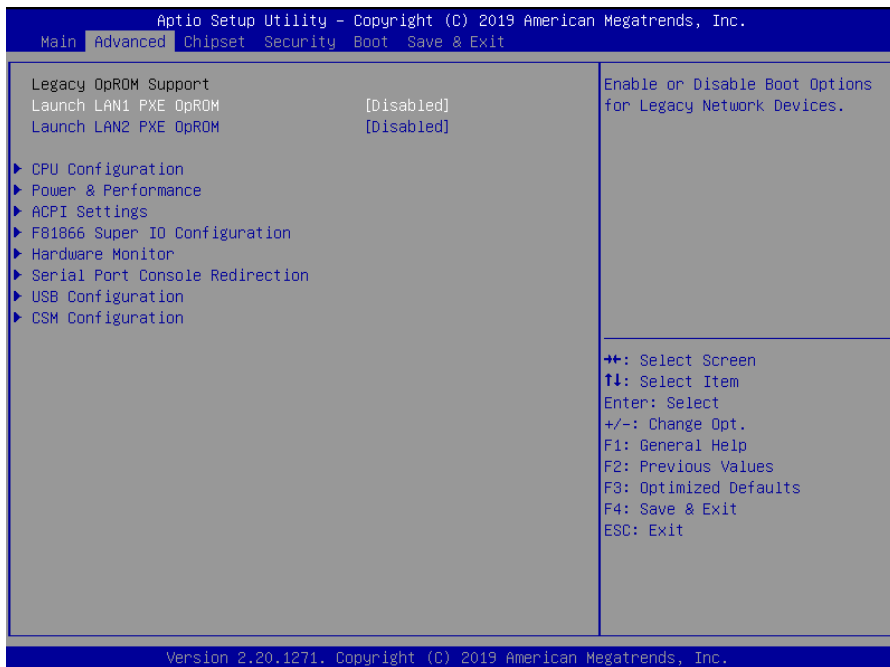 Aptio Setup Utility – Copyright (C) 2019 American Megatrends, Inc.
Main Advanced Chipset Security Boot Save & Exit
Legacy OpROM Support
Launch LAN1 PXE OpROM [Disabled]
Launch LAN2 PXE OpROM [Disabled]
CPU Configuration
Power & Performance
ACPI Settings
F81866 Super IO Configuration
Hardware Monitor
Serial Port Console Redirection
USB Configuration
CSM Configuration
Enable or Disable Boot Options
for Legacy Network Devices.
→←: Select Screen
↑↓: Select Item
Enter: Select
+/-: Change Opt.
F1: General Help
F2: Previous Values
F3: Optimized Defaults
F4: Save & Exit
ESC: Exit
Version 2.20.1271. Copyright (C) 2019 American Megatrends, Inc.